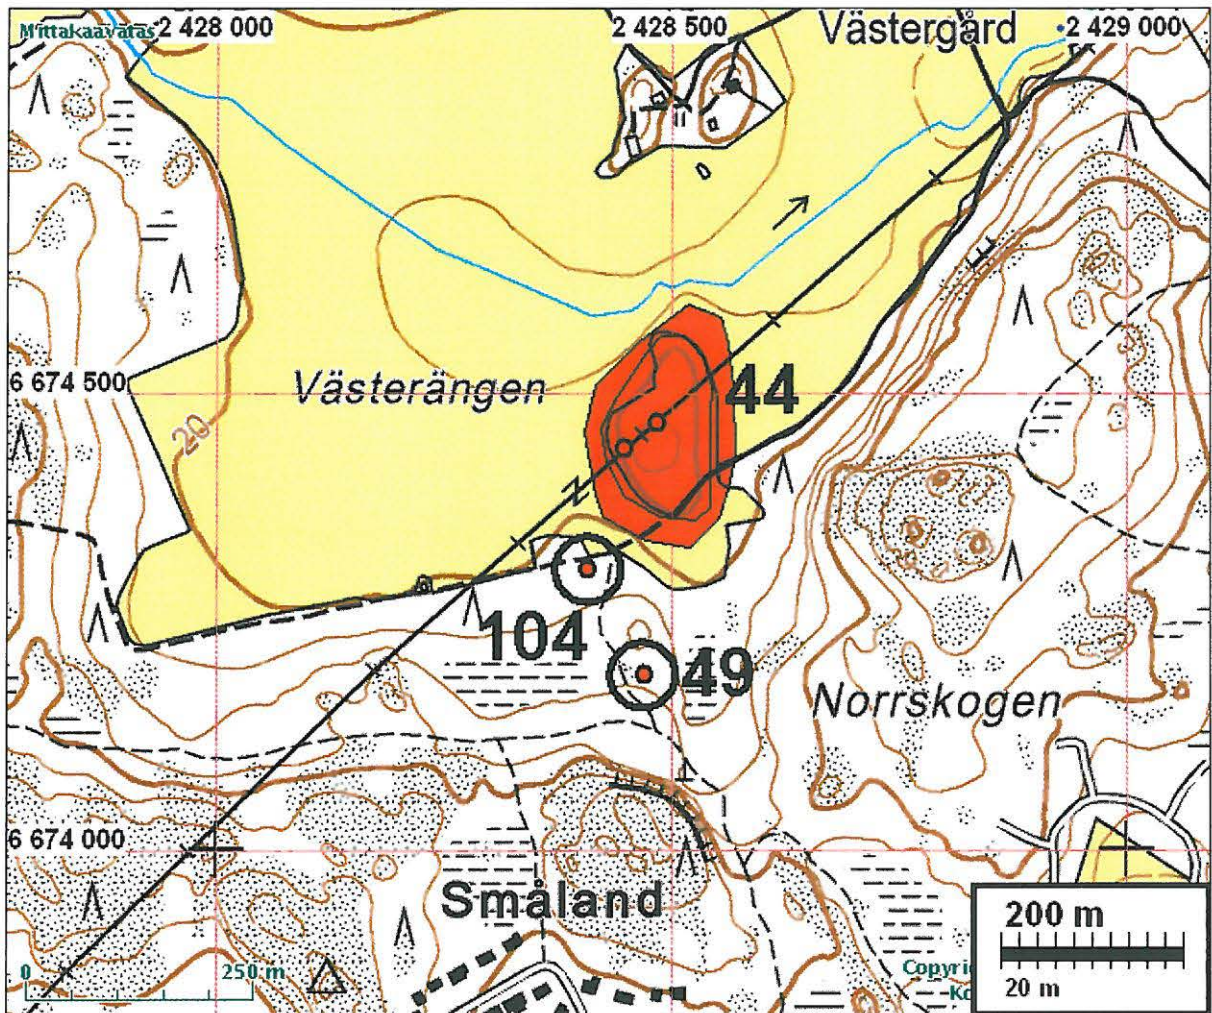 Mittakaavatas
2 428 000
2 428 500
Västergård
2 429 000
6 674 500
Västerängen
44
20
104
49
Norrskogen
6 674 000
Småland
200 m
20 m
0
250 m